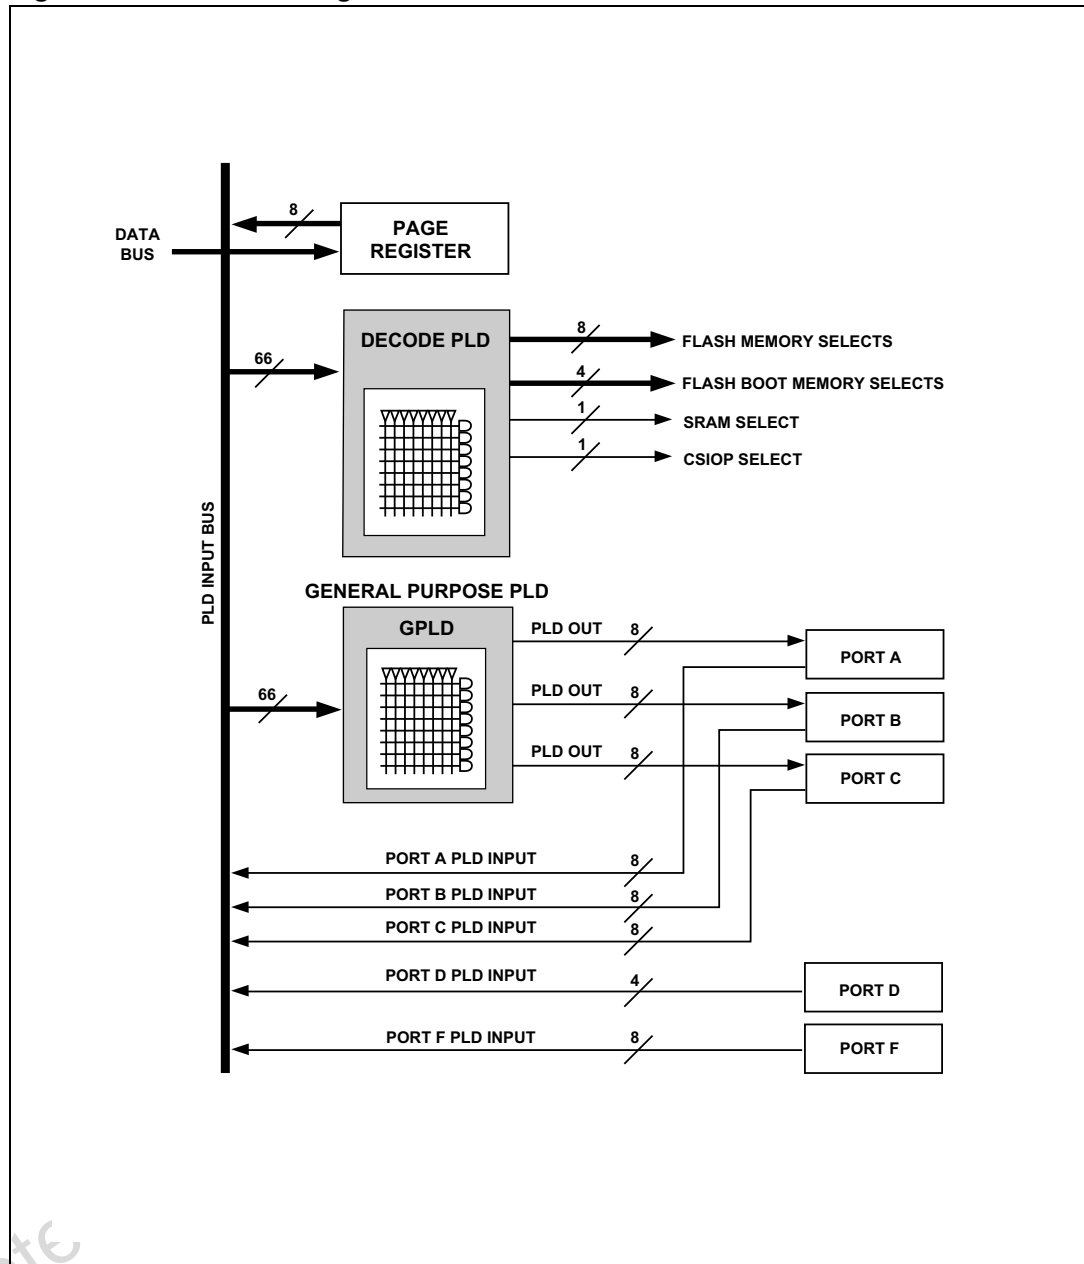 8
PAGE
REGISTER
DATA
BUS
DECODE PLD
8
FLASH MEMORY SELECTS
66
4
FLASH BOOT MEMORY SELECTS
1
SRAM SELECT
1
CSIOP SELECT
PLD INPUT BUS
GENERAL PURPOSE PLD
GPLD
PLD OUT 8
PORT A
66
PLD OUT 8
PORT B
PLD OUT 8
PORT C
PORT A PLD INPUT 8
PORT B PLD INPUT 8
PORT C PLD INPUT 8
PORT D PLD INPUT 4
PORT D
PORT F PLD INPUT 8
PORT F